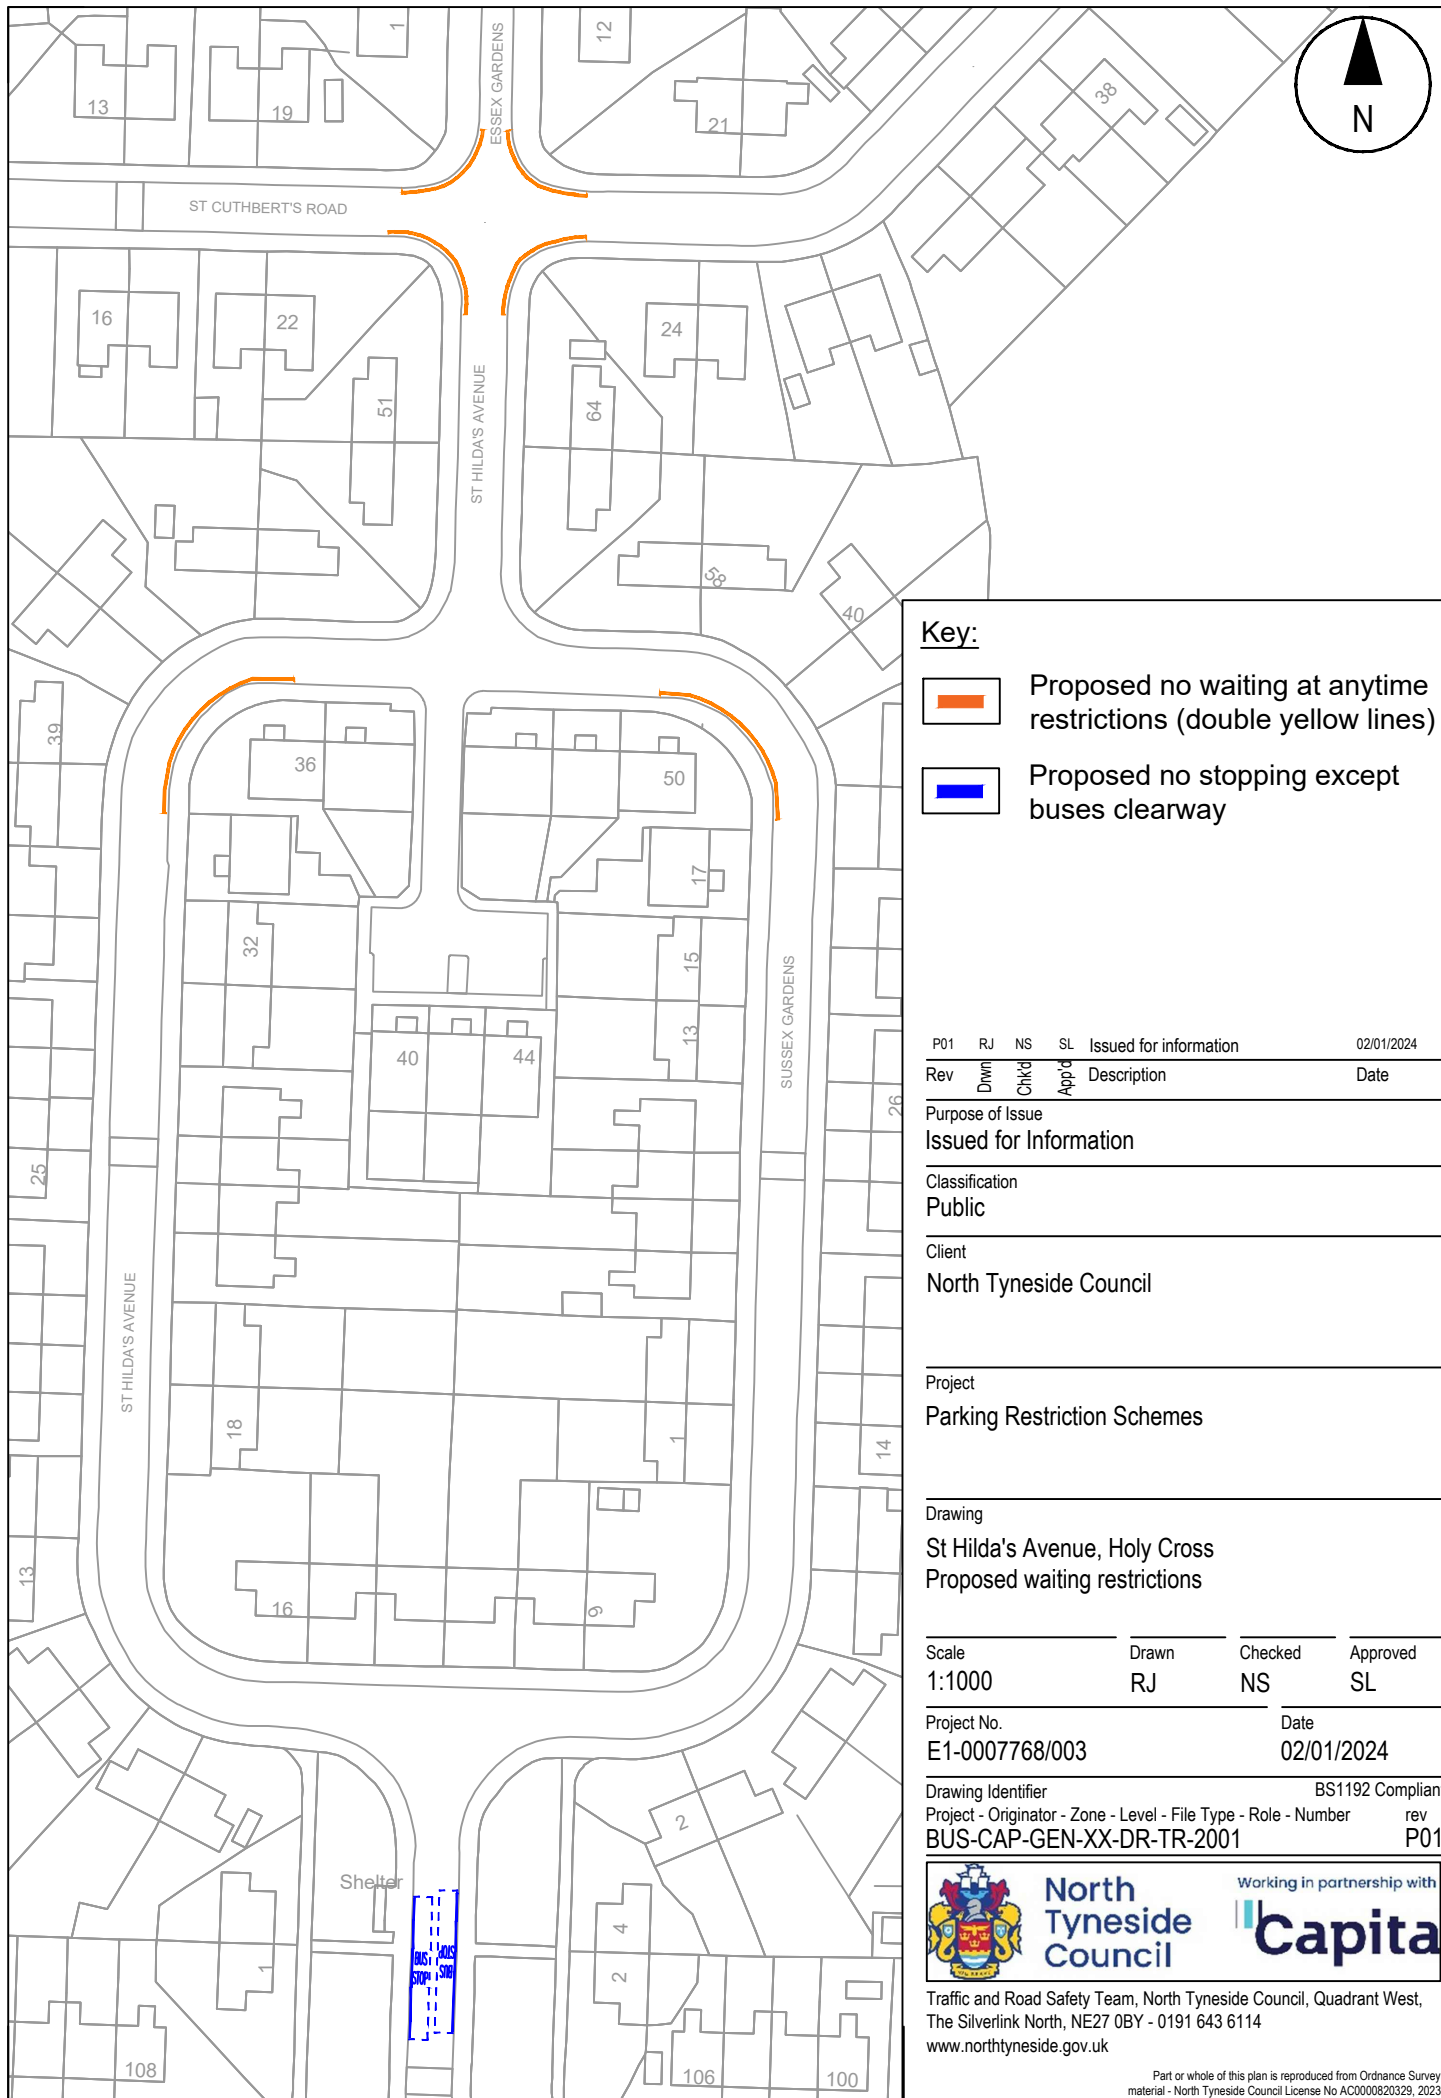 1
12
13
19
ESSEX GARDENS
21
38
N
ST CUTHBERT'S ROAD
16
22
24
51
64
ST HILDA'S AVENUE
58
40
39
36
50
17
32
15
13
40
44
SUSSEX GARDENS
26
25
ST HILDA'S AVENUE
18
1
14
13
16
9
2
Shelter
4
2
1
BUS
STOP
BUS
STOP
108
106
100
Key:
Proposed no waiting at anytime
restrictions (double yellow lines)
Proposed no stopping except
buses clearway
P01 RJ NS SL Issued for information 02/01/2024
Rev Drwn Chk'd App'd Description Date
Purpose of Issue
Issued for Information
Classification
Public
Client
North Tyneside Council
Project
Parking Restriction Schemes
Drawing
St Hilda's Avenue, Holy Cross
Proposed waiting restrictions
Scale Drawn Checked Approved
1:1000 RJ NS SL
Project No. Date
E1-0007768/003 02/01/2024
Drawing Identifier BS1192 Complian
Project - Originator - Zone - Level - File Type - Role - Number rev
BUS-CAP-GEN-XX-DR-TR-2001 P01
North
Tyneside
Council
Working in partnership with
Capita
Traffic and Road Safety Team, North Tyneside Council, Quadrant West,
The Silverlink North, NE27 0BY - 0191 643 6114
www.northtyneside.gov.uk
Part or whole of this plan is reproduced from Ordnance Survey
material - North Tyneside Council License No AC0000820329, 2023